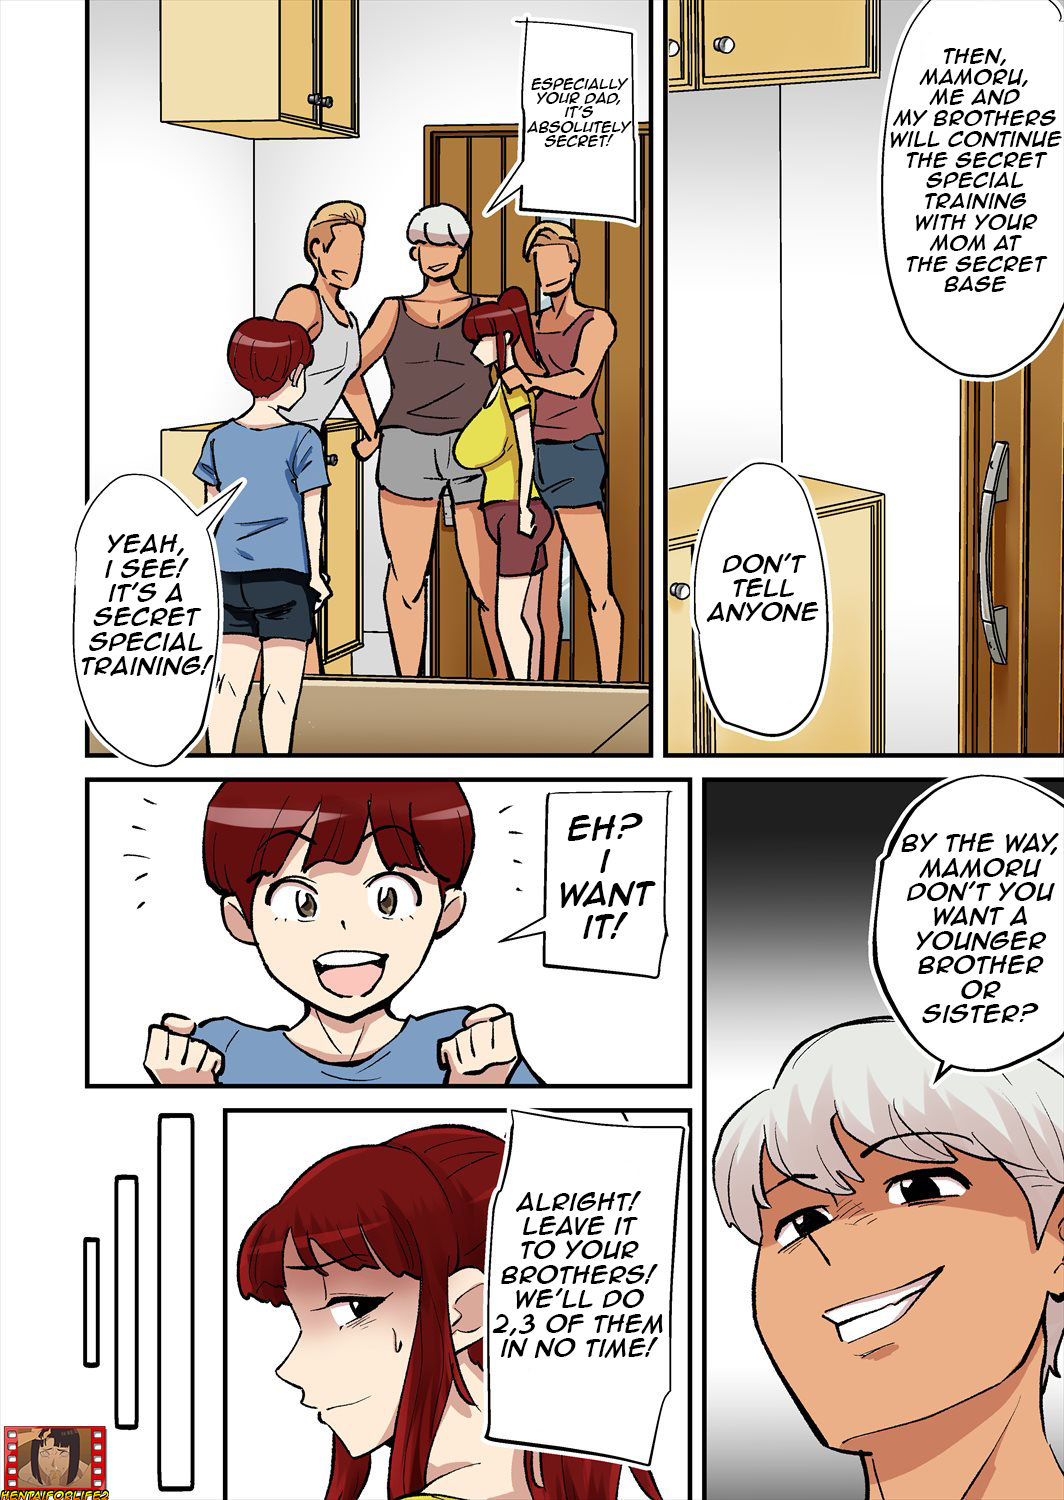 THEN,
MAMORU,
ME AND
MY BROTHERS
WILL CONTINUE
THE SECRET
SPECIAL
TRAINING
WITH YOUR
MOM AT
THE SECRET
BASE
DON'T
TELL
ANYONE
ESPECIALLY
YOUR DAD,
IT'S
ABSOLUTELY
SECRET!
YEAH,
I SEE!
IT'S A
SECRET
SPECIAL
TRAINING!
BY THE WAY,
MAMORU
DON'T YOU
WANT A
YOUNGER
BROTHER
OR
SISTER?
EH?
I
WANT
IT!
ALRIGHT!
LEAVE IT
TO YOUR
BROTHERS!
WE'LL DO
2,3 OF THEM
IN NO TIME!
HENTAIFORLIFE2